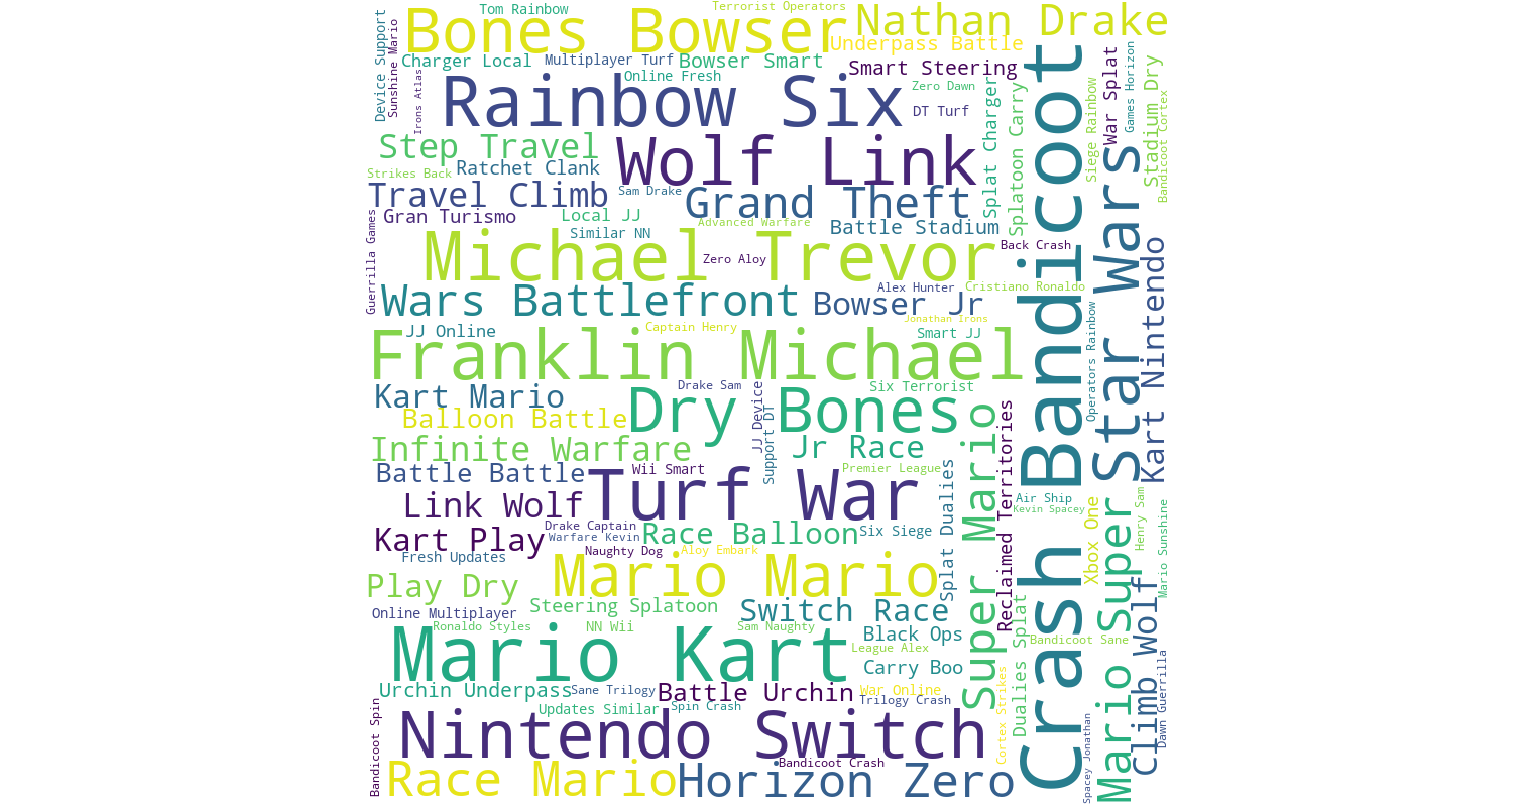 Tom Rainbow
Terrorist Operators
Bones Bowser
Nathan Drake
Device Support
Sunshine Mario
Underpass Battle
Charger Local
Multiplayer Turf
Bowser Smart
Smart Steering
Irons Atlas
Online Fresh
Zero Dawn
Rainbow Six
DT Turf
War Splat
Games Horizon
Stadium Dry
Bandicoot Cortex
Siege Rainbow
Splat Charger
Splatoon Carry
Step Travel
Wolf Link
Strikes Back
Ratchet Clank
Travel Climb
Sam Drake
Grand Theft
Gran Turismo
Local JJ
Advanced Warfare
Battle Stadium
Similar NN
Guerrilla Games
Michael Trevor
Zero Aloy
Back Crash
Crash Bandicoot
Star Wars
Kart Nintendo
Wars Battlefront
Bowser Jr
Alex Hunter
Cristiano Ronaldo
Jonathan Irons
JJ Online
Captain Henry
Smart JJ
Operators Rainbow
Franklin Michael
Kart Mario
Drake Sam
Six Terrorist
Balloon Battle
Dry Bones
JJ Device
Support DT
Infinite Warfare
Jr Race
Super Mario
Reclaimed Territories
Battle Battle
Wii Smart
Premier League
Turf War
Splat Dualies
Link Wolf
Air Ship
Kevin Spacey
Xbox One
Mario Super
Henry Sam
Mario Sunshine
Kart Play
Drake Captain
Warfare Kevin
Race Balloon
Six Siege
Naughty Dog
Aloy Embark
Fresh Updates
Play Dry
Mario Mario
Online Multiplayer
Steering Splatoon
Switch Race
Ronaldo Styles
NN Wii
Sam Naughty
Black Ops
Bandicoot Sane
Climb Wolf
Mario Kart
League Alex
Carry Boo
Dualies Splat
Dawn Guerrilla
Urchin Underpass
Sane Trilogy
Battle Urchin
War Online
Trilogy Crash
Cortex Strikes
Updates Similar
Spin Crash
Bandicoot Spin
Nintendo Switch
Spacey Jonathan
Bandicoot Crash
Race Mario
Horizon Zero